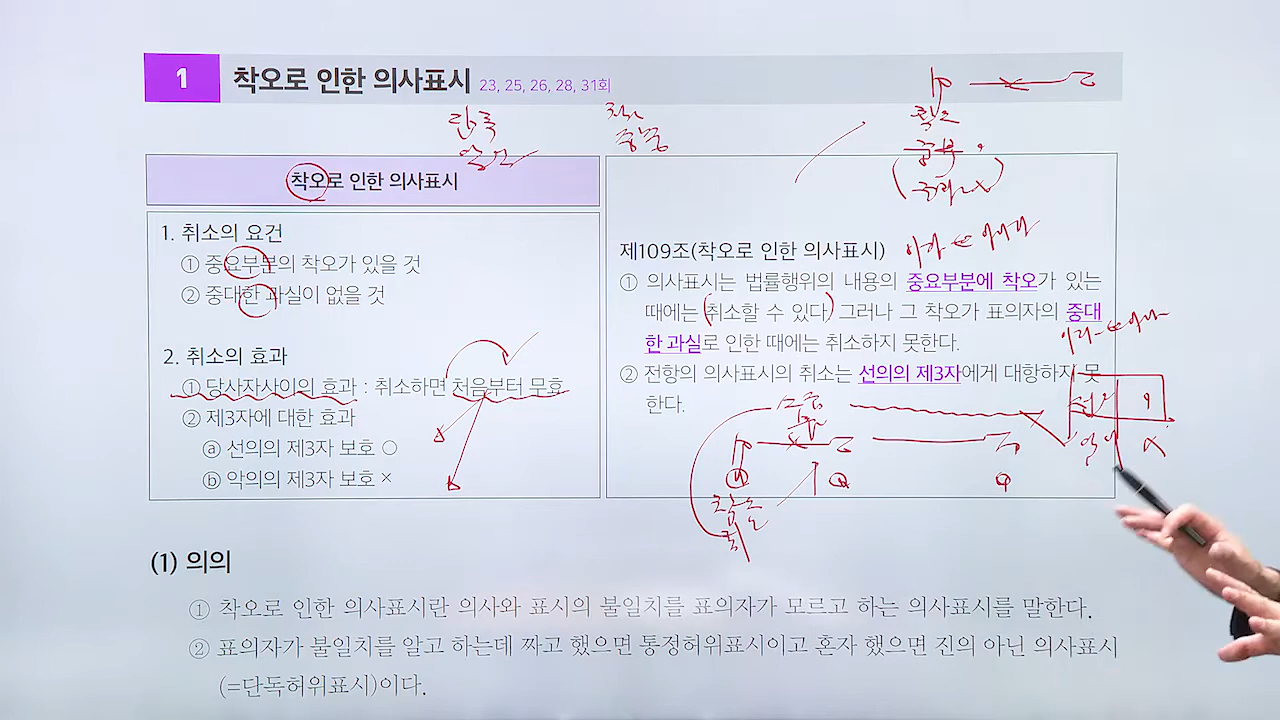 1 착오로 인한 의사표시 23, 25, 26, 28, 31회
착오로 인한 의사표시
1. 취소의 요건
① 중요부분의 착오가 있을 것
② 중대한 과실이 없을 것
2. 취소의 효과
① 당사자사이의 효과 : 취소하면 처음부터 무효
② 제3자에 대한 효과
ⓐ 선의의 제3자 보호 ○
ⓑ 악의의 제3자 보호 ×
제109조(착오로 인한 의사표시)
① 의사표시는 법률행위의 내용의 중요부분에 착오가 있는
때에는 취소할 수 있다. 그러나 그 착오가 표의자의 중대
한 과실로 인한 때에는 취소하지 못한다.
② 전항의 의사표시의 취소는 선의의 제3자에게 대항하지 못
한다.
(1) 의의
① 착오로 인한 의사표시란 의사와 표시의 불일치를 표의자가 모르고 하는 의사표시를 말한다.
② 표의자가 불일치를 알고 하는데 짜고 했으면 통정허위표시이고 혼자 했으면 진의 아닌 의사표시
(=단독허위표시)이다.